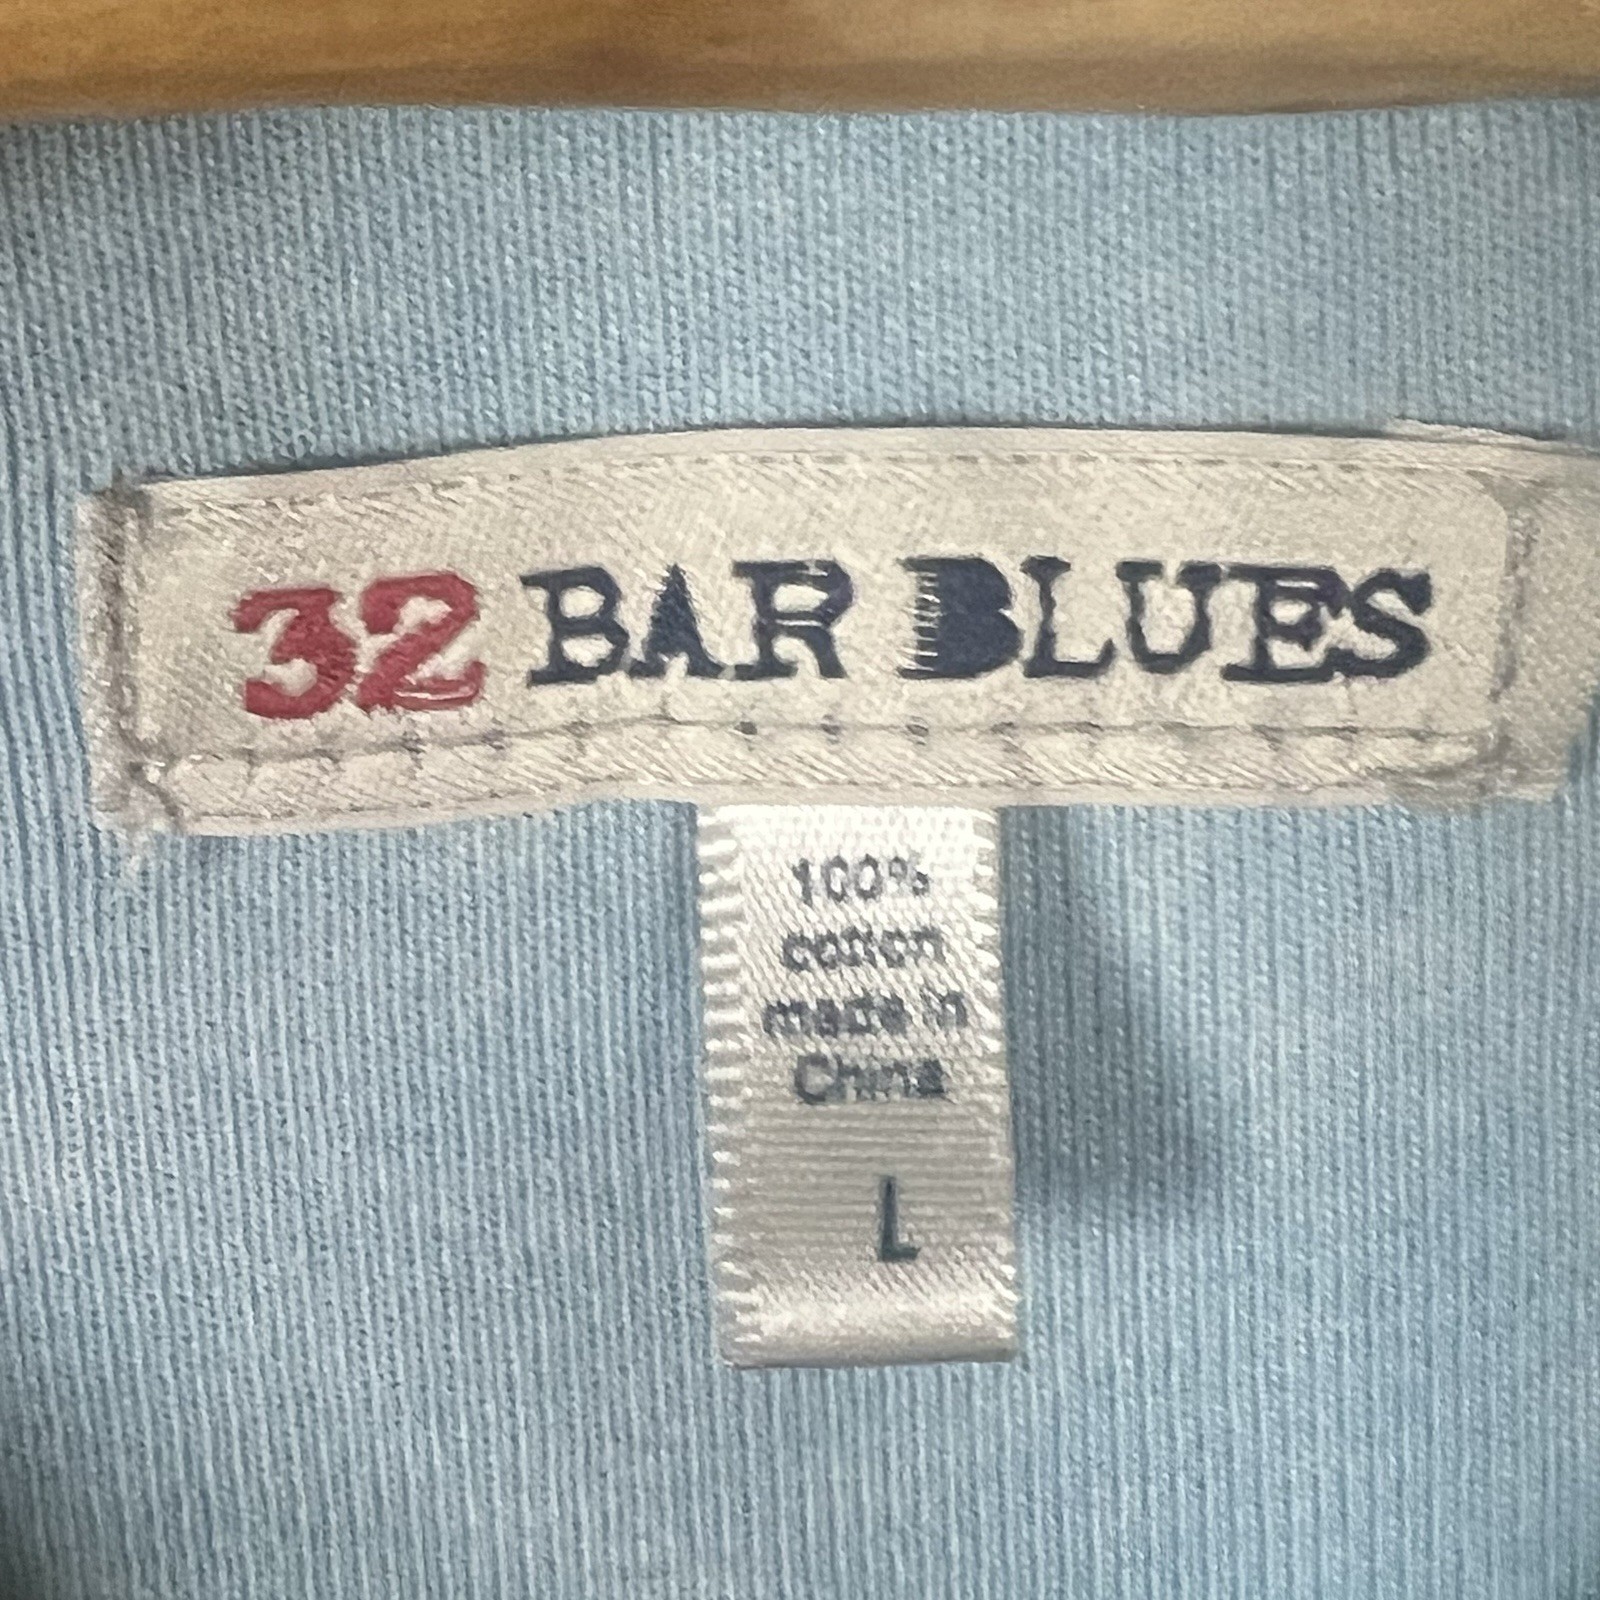 32 BAR BLUES
100%
cotton
made in
China
L